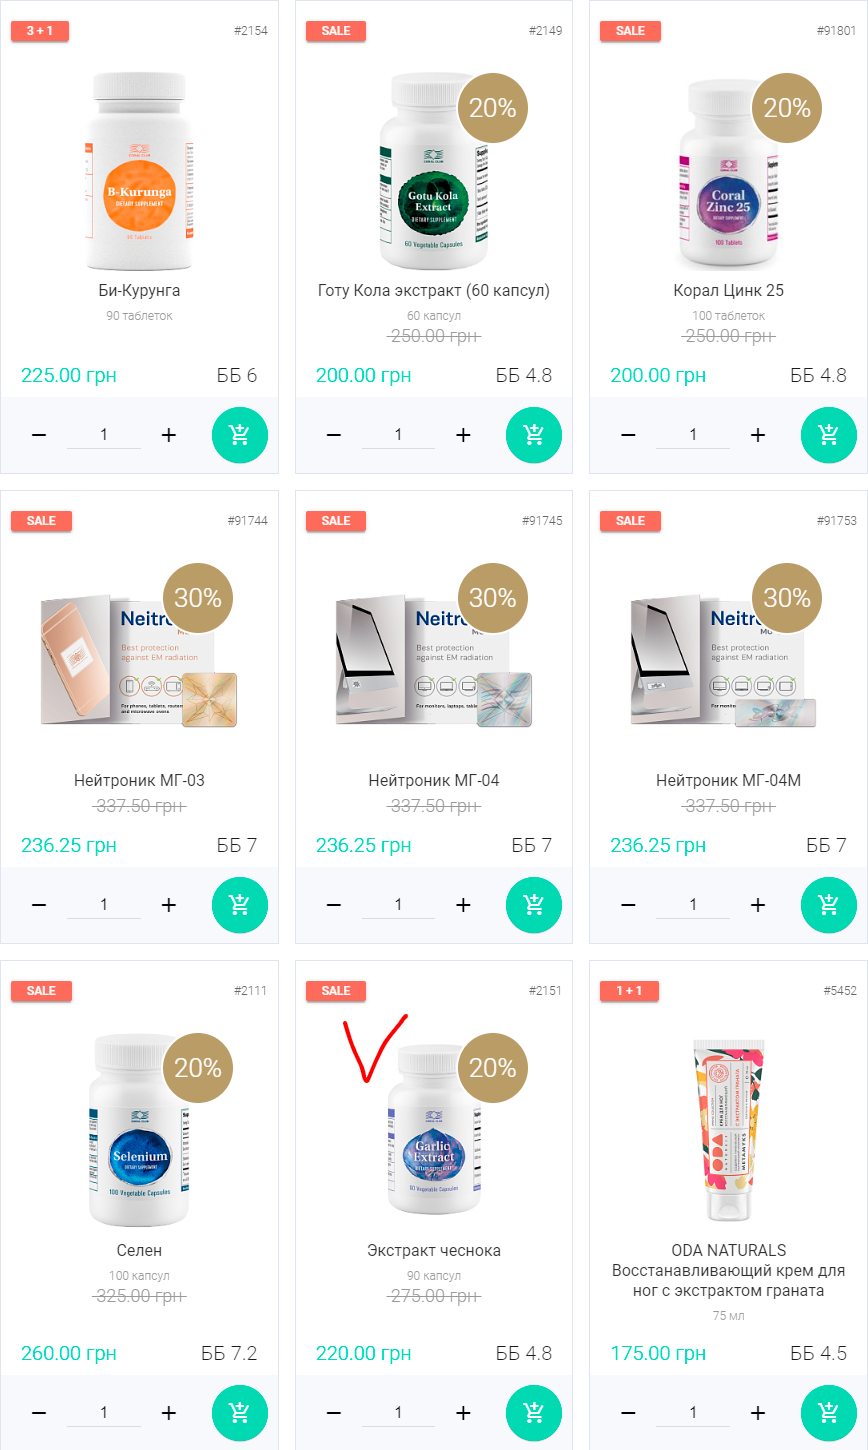 3 + 1
#2154
B-Kurunga
DIETARY SUPPLEMENT
Би-Курунга
90 таблеток
225.00 грн
ББ 6
1
SALE
#2149
20%
CORAL CLUB
Gotu Kola
Extract
DIETARY SUPPLEMENT
60 Vegetable Capsules
Готу Кола экстракт (60 капсул)
60 капсул
250.00 грн
200.00 грн
ББ 4.8
1
SALE
#91801
20%
Coral
Zinc 25
DIETARY SUPPLEMENT
100 Tablets
Корал Цинк 25
100 таблеток
250.00 грн
200.00 грн
ББ 4.8
1
SALE
#91744
30%
Best protection
against EM radiation
For phones, tablets, routers
and microwave ovens
Нейтроник МГ-03
337.50 грн
236.25 грн
ББ 7
1
SALE
#91745
30%
Best protection
against EM radiation
Нейтроник МГ-04
337.50 грн
236.25 грн
ББ 7
1
SALE
#91753
30%
Best protection
against EM radiation
Нейтроник МГ-04М
337.50 грн
236.25 грн
ББ 7
1
SALE
#2111
20%
Selenium
DIETARY SUPPLEMENT
100 Vegetable Capsules
Селен
100 капсул
325.00 грн
260.00 грн
ББ 7.2
1
SALE
#2151
20%
Garlic
Extract
DIETARY SUPPLEMENT
Vegetable Capsules
Экстракт чеснока
90 капсул
275.00 грн
220.00 грн
ББ 4.8
1
1 + 1
#5452
ODA
ODA NATURALS
Восстанавливающий крем для
ног с экстрактом граната
75 мл
175.00 грн
ББ 4.5
1